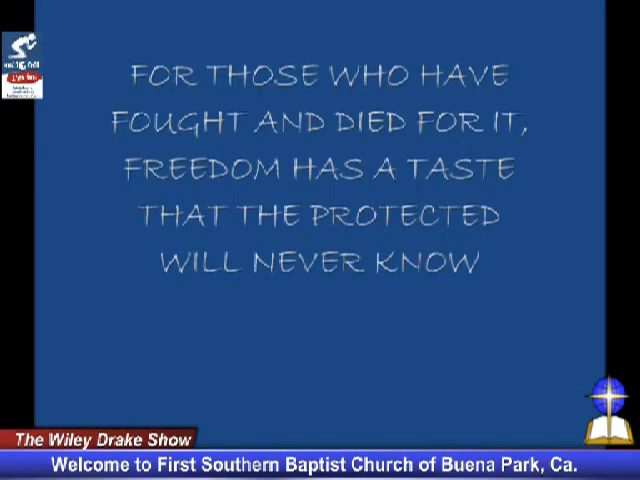 FOR THOSE WHO HAVE
FOUGHT AND DIED FOR IT,
FREEDOM HAS A TASTE
THAT THE PROTECTED
WILL NEVER KNOW
The Wiley Drake Show
Welcome to First Southern Baptist Church of Buena Park, Ca.